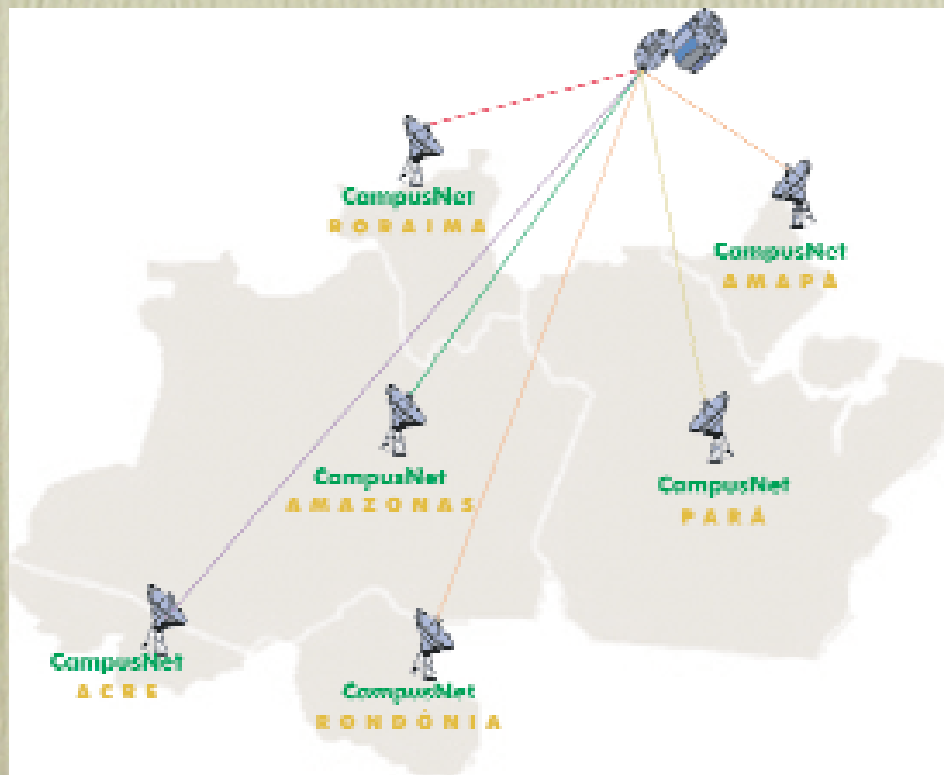 CampusNet
RORAIMA
CampusNet
AMAPÁ
CampusNet
AMAZONAS
CampusNet
PARÁ
CampusNet
ACRE
CampusNet
RONDÔNIA